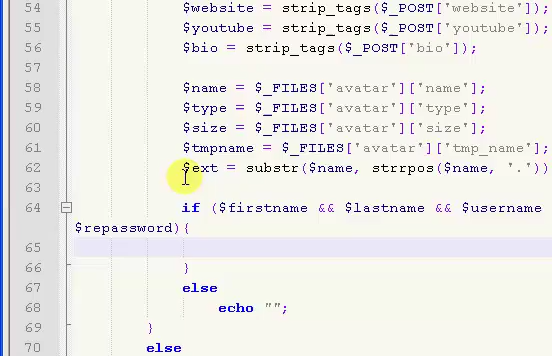 54 $website = strip_tags($_POST['website']);
55 $youtube = strip_tags($_POST['youtube']);
56 $bio = strip_tags($_POST['bio']);
57
58 $name = $_FILES['avatar']['name'];
59 $type = $_FILES['avatar']['type'];
60 $size = $_FILES['avatar']['size'];
61 $tmpname = $_FILES['avatar']['tmp_name'];
62 $ext = substr($name, strrpos($name, '.'))
63
64 if ($firstname && $lastname && $username
$repassword){
65
66 }
67 else
68 echo "";
69 }
70 else